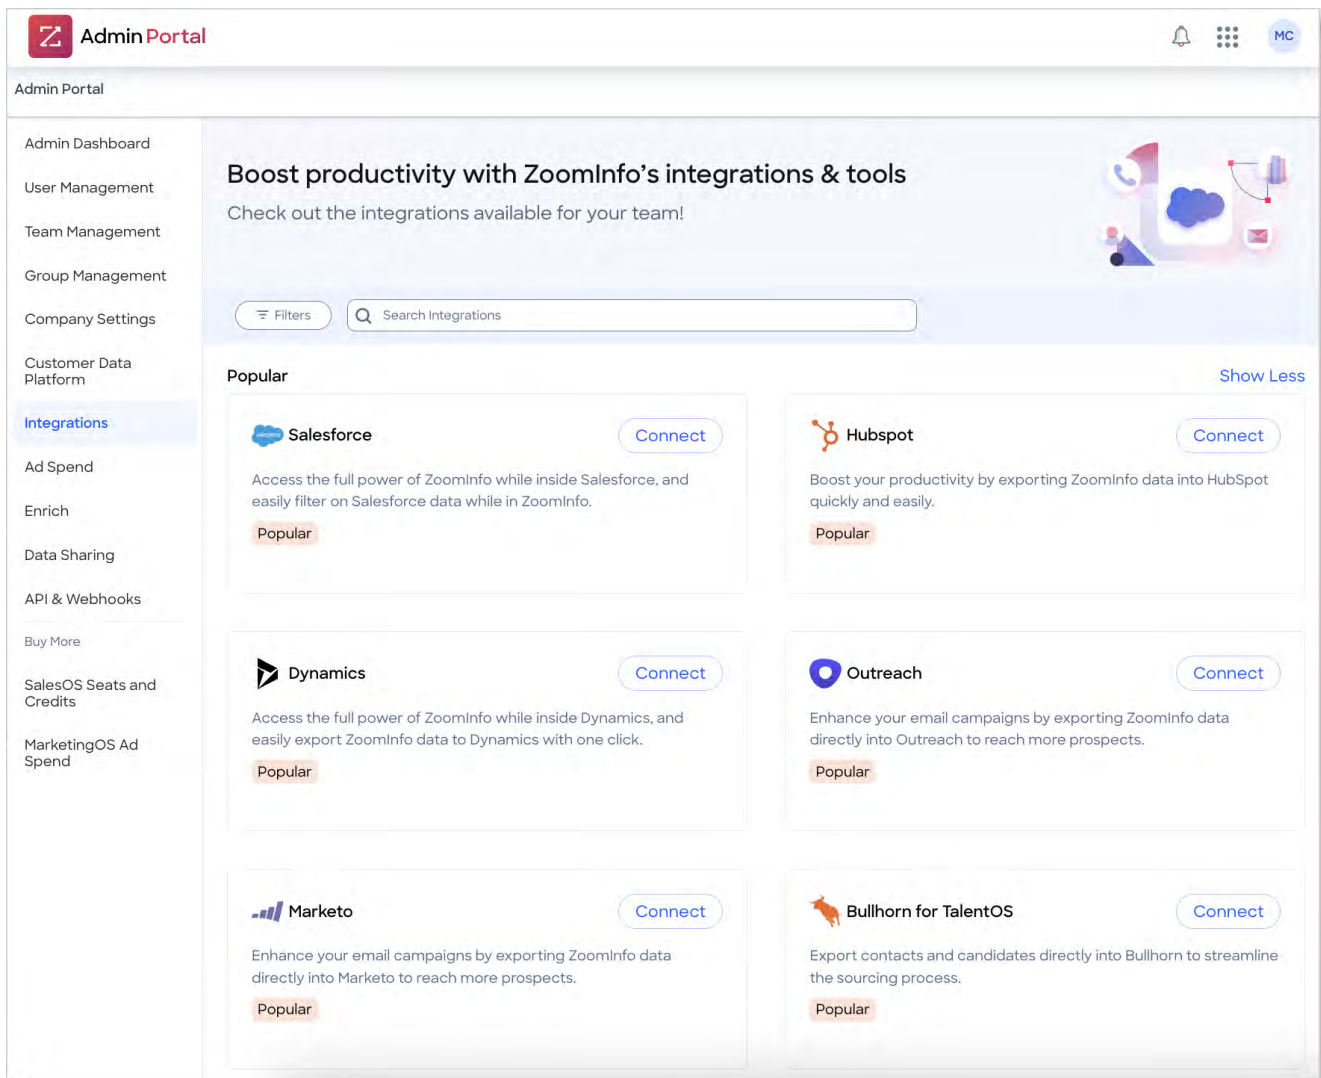 Admin Portal
MC
Admin Portal
Admin Dashboard
User Management
Team Management
Group Management
Company Settings
Customer Data
Platform
Integrations
Ad Spend
Enrich
Data Sharing
API & Webhooks
Buy More
SalesOS Seats and
Credits
MarketingOS Ad
Spend
Boost productivity with ZoomInfo's integrations & tools
Check out the integrations available for your team!
Filters
Search Integrations
Popular
Show Less
salesforce
Salesforce
Connect
Access the full power of ZoomInfo while inside Salesforce, and
easily filter on Salesforce data while in ZoomInfo.
Popular
Hubspot
Connect
Boost your productivity by exporting ZoomInfo data into HubSpot
quickly and easily.
Popular
Dynamics
Connect
Access the full power of ZoomInfo while inside Dynamics, and
easily export ZoomInfo data to Dynamics with one click.
Popular
Outreach
Connect
Enhance your email campaigns by exporting ZoomInfo data
directly into Outreach to reach more prospects.
Popular
Marketo
Connect
Enhance your email campaigns by exporting ZoomInfo data
directly into Marketo to reach more prospects.
Popular
Bullhorn for TalentOS
Connect
Export contacts and candidates directly into Bullhorn to streamline
the sourcing process.
Popular